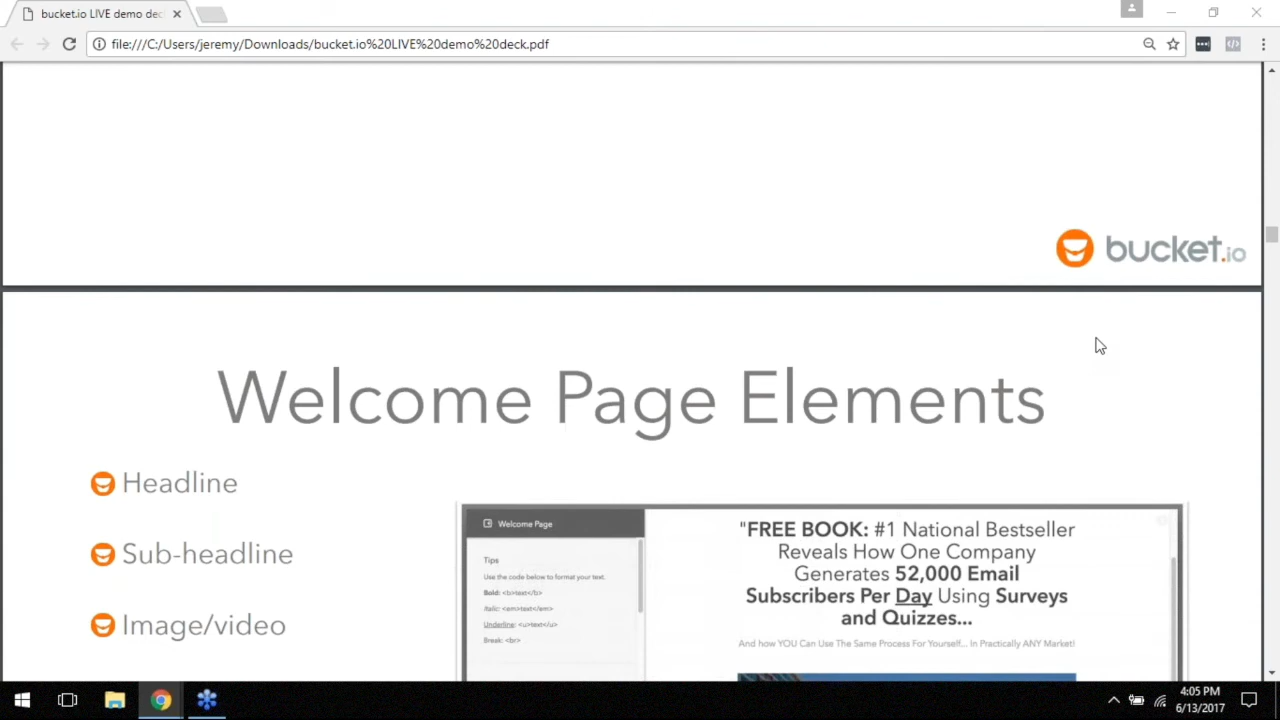 bucket.io LIVE demo dec
file:///C:/Users/jeremy/Downloads/bucket.io%20LIVE%20demo%20deck.pdf
bucket.io
Welcome Page Elements
Headline
Sub-headline
Image/video
Welcome Page
Tips
Use the code below to format your text.
Bold: <b>text</b>
Italic: <em>text</em>
Underline: <u>text</u>
Break: <br>
"FREE BOOK: #1 National Bestseller
Reveals How One Company
Generates 52,000 Email
Subscribers Per Day Using Surveys
and Quizzes...
And how YOU Can Use The Same Process For Yourself... In Practically ANY Market!
4:05 PM
6/13/2017